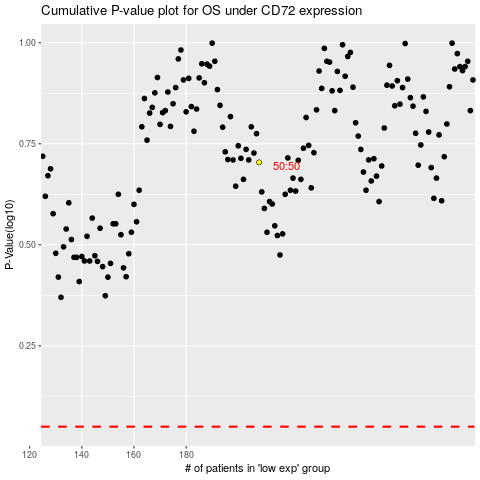 Cumulative P-value plot for OS under CD72 expression
1.00
0.75
0.50
0.25
P-Value(log10)
50:50
120 140 160 180
# of patients in 'low exp' group